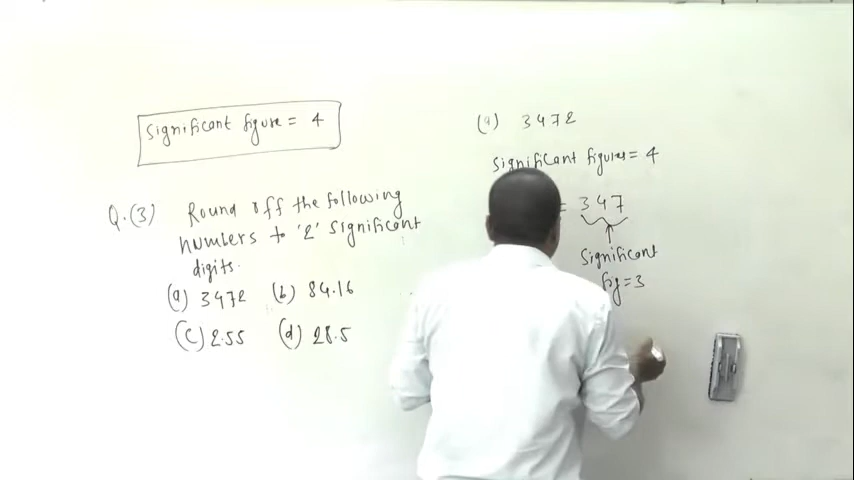 Significant figure = 4
Q.(3) Round off the following
numbers to '2' significant
digits.
(a) 3472 (b) 84.16
(c) 2.55 (d) 28.5
(a) 3472
Significant figures = 4
= 347
Significant
fig = 3